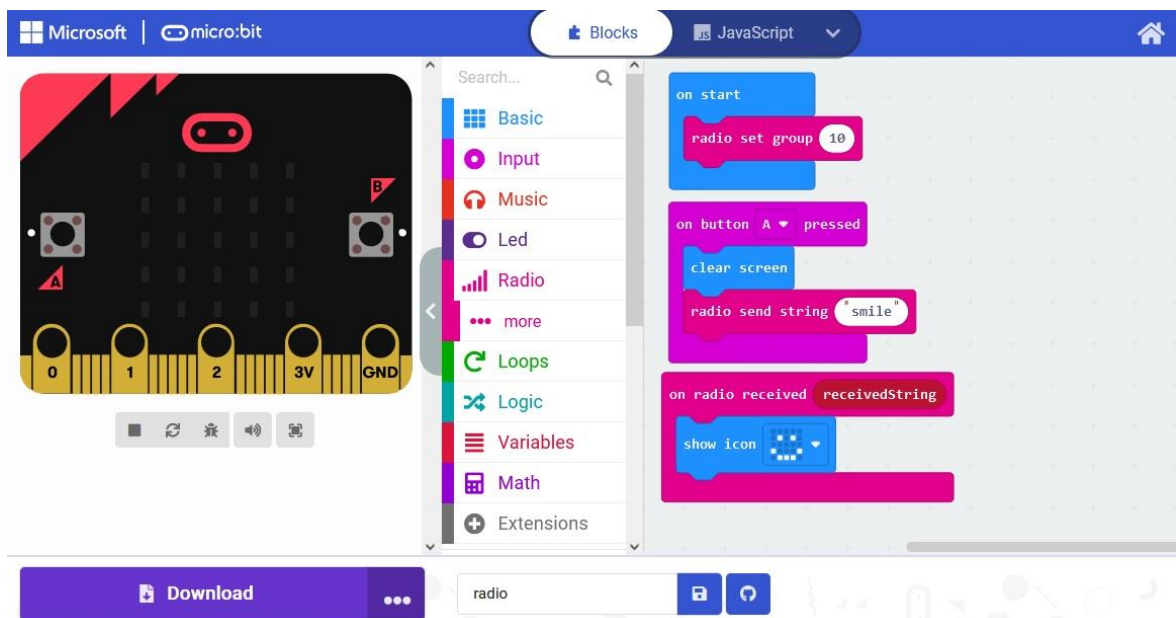 Microsoft | micro:bit
Blocks
JavaScript
B
A
0 1 2 3V GND
Search...
Basic
Input
Music
Led
Radio
more
Loops
Logic
Variables
Math
Extensions
on start
radio set group 10
on button A pressed
clear screen
radio send string "smile"
on radio received receivedString
show icon
Download
radio